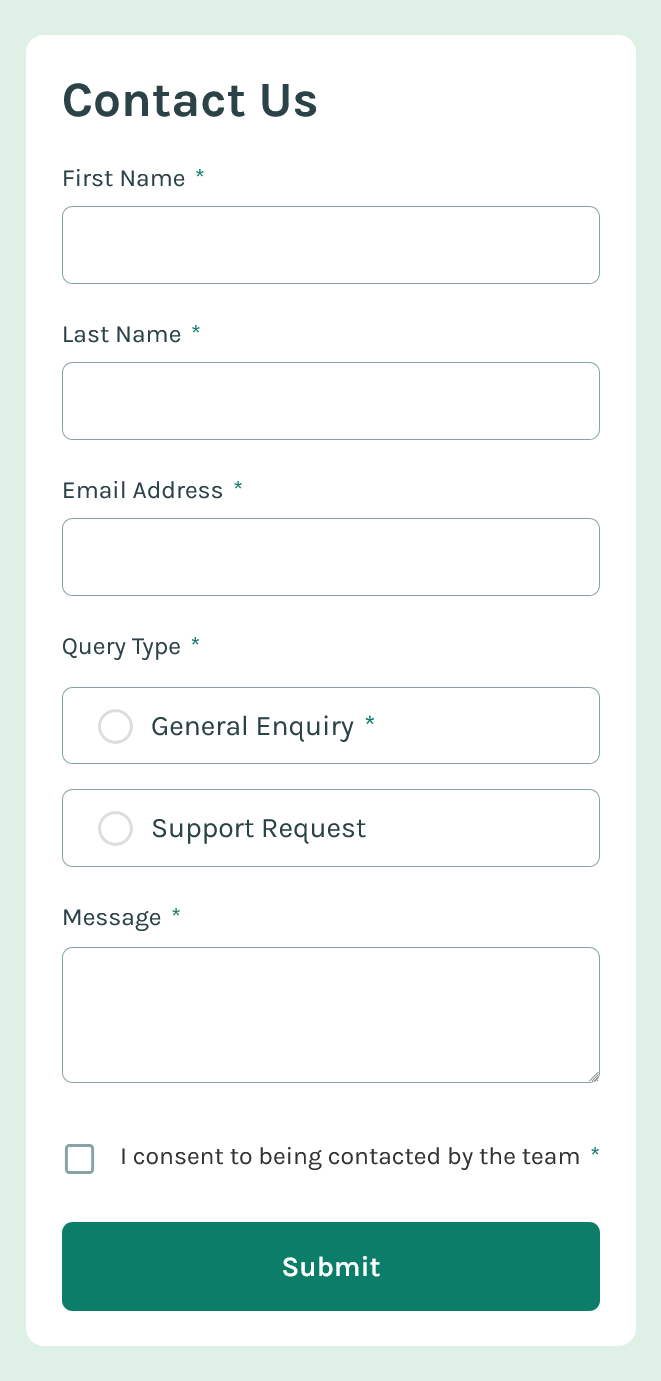 Contact Us
First Name *
Last Name *
Email Address *
Query Type *
General Enquiry *
Support Request
Message *
I consent to being contacted by the team *
Submit